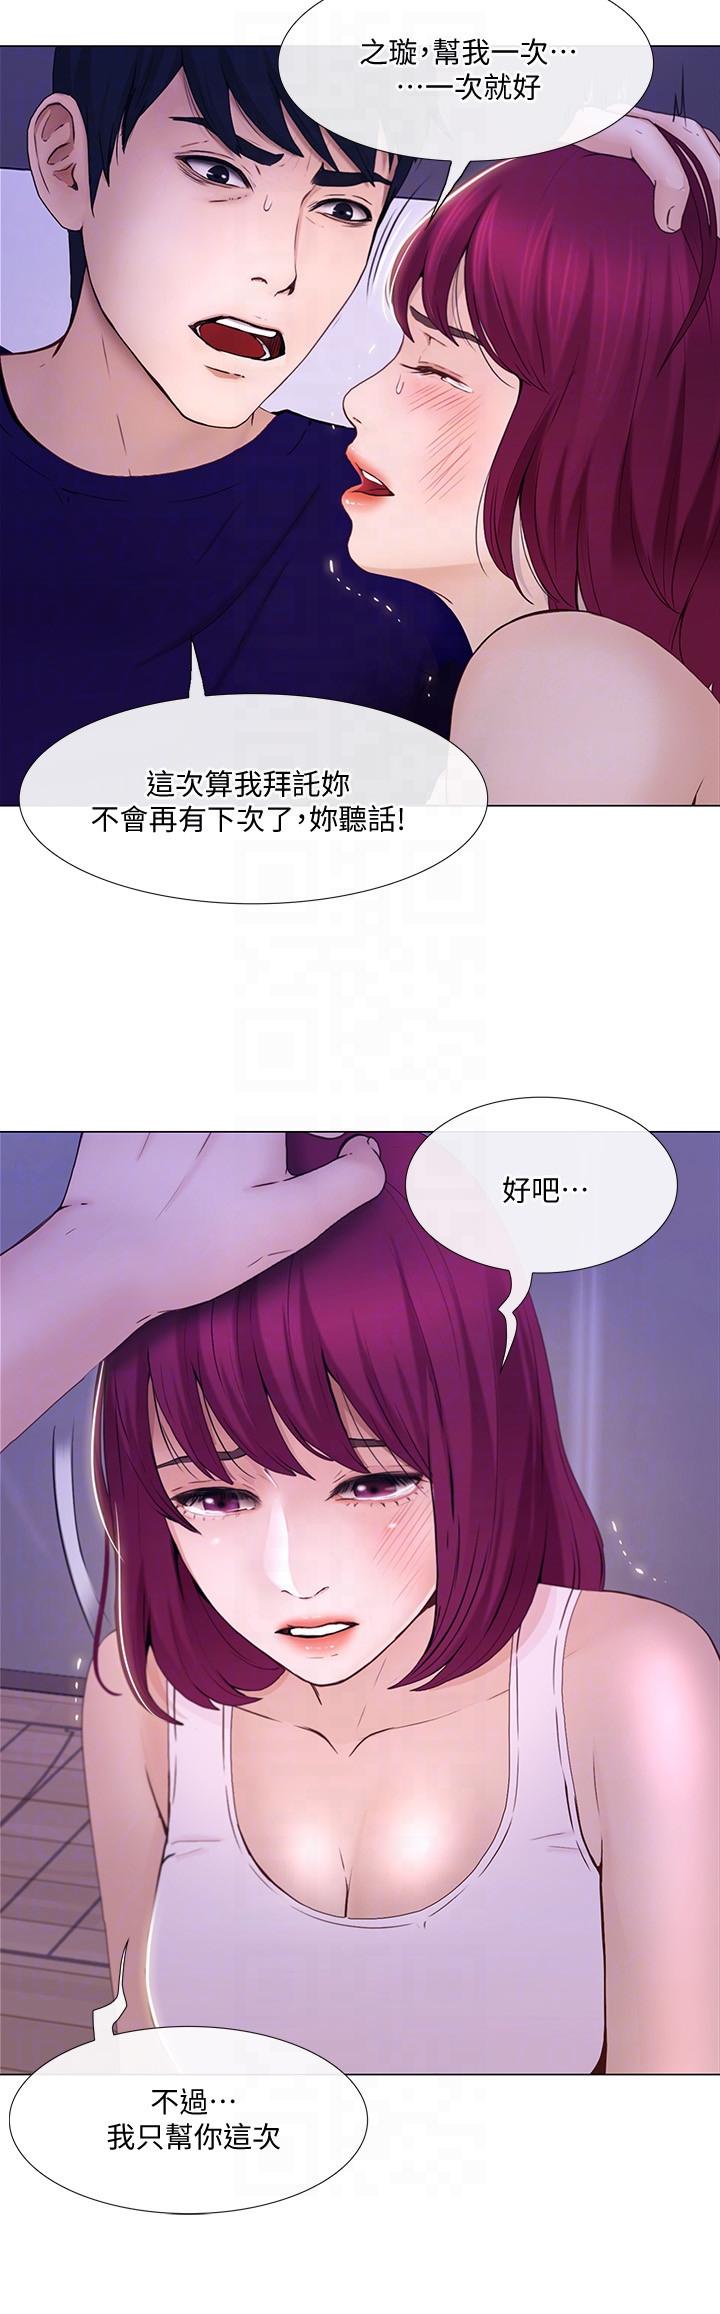 之璇，幫我一次⋯
⋯一次就好
這次算我拜託妳
不會再有下次了，妳聽話!
好吧⋯
不過⋯
我只幫你這次